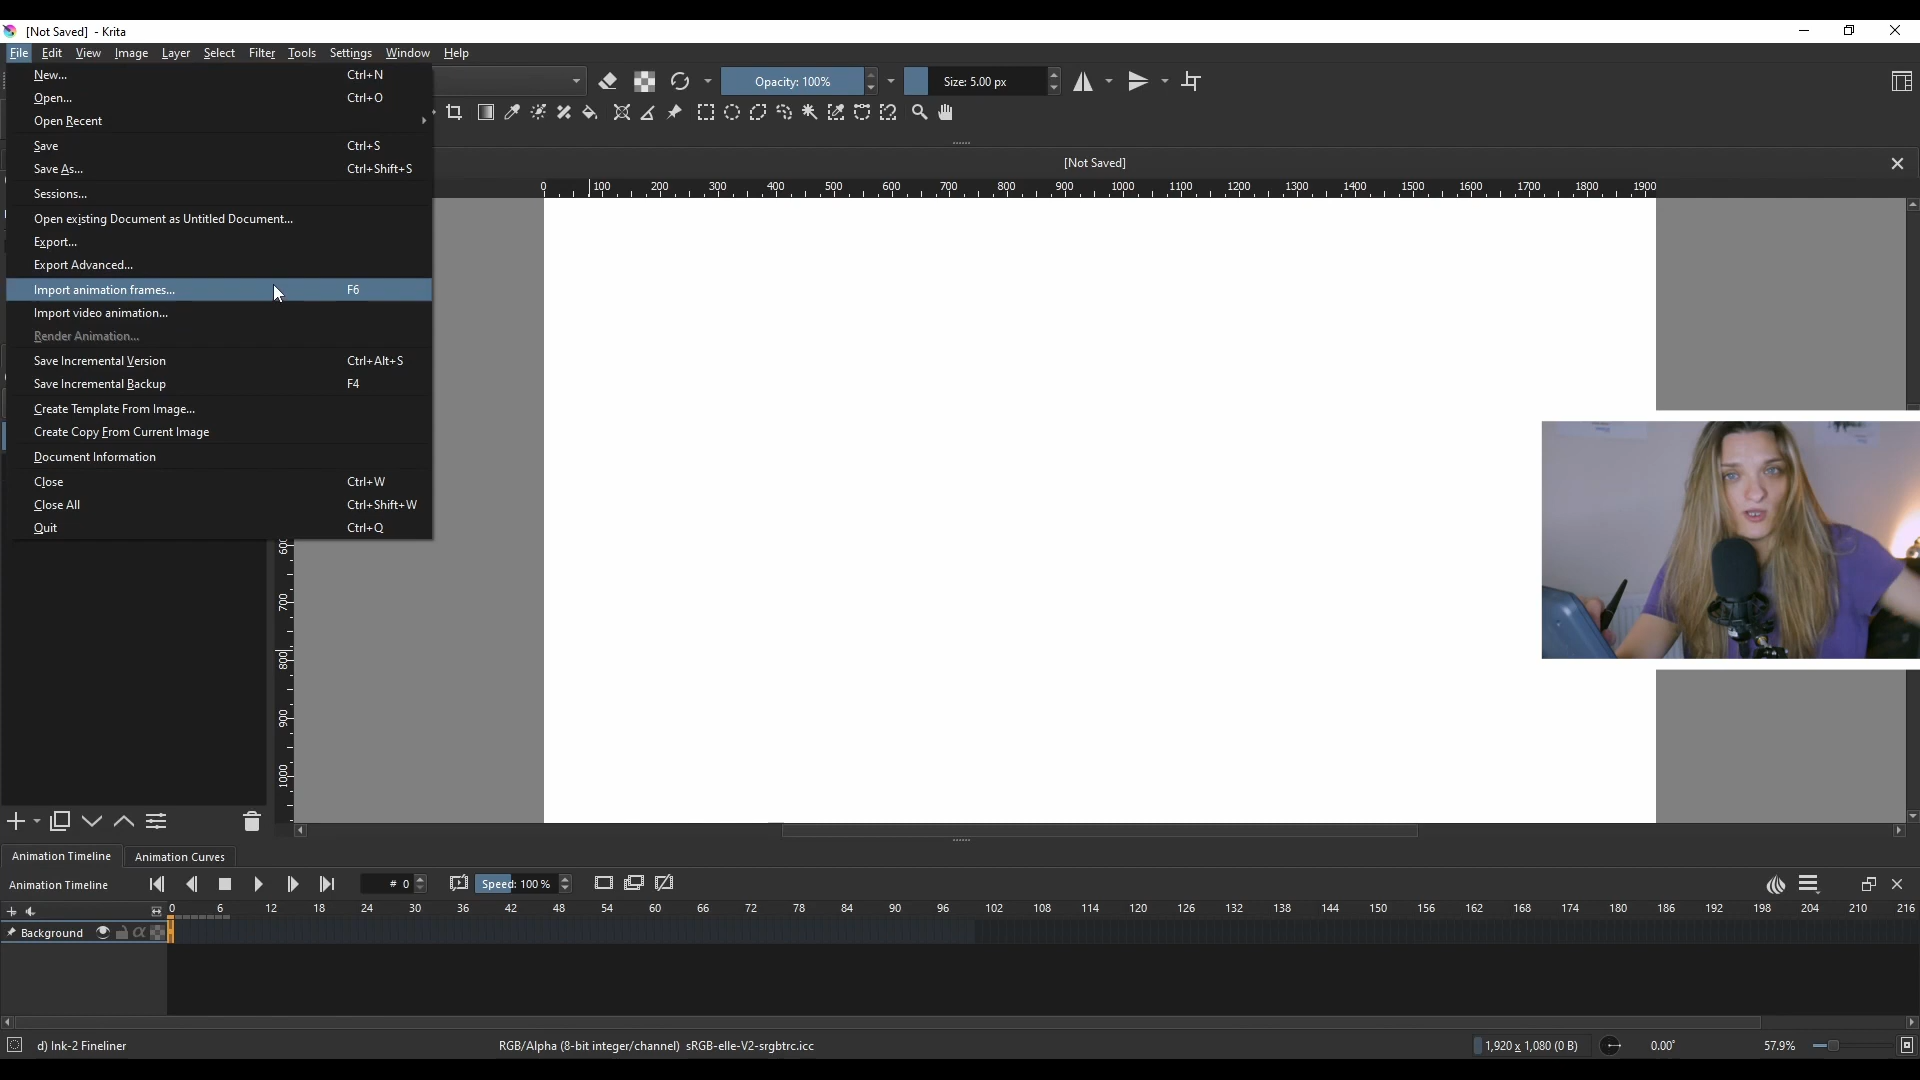 [Not Saved] - Krita
File Edit View Image Layer Select Filter Tools Settings Window Help
New... Ctrl+N
Open... Ctrl+O
Open Recent
Save Ctrl+S
Save As... Ctrl+Shift+S
Sessions...
Open existing Document as Untitled Document...
Export...
Export Advanced...
Import animation frames... F6
Import video animation...
Render Animation...
Save Incremental Version Ctrl+Alt+S
Save Incremental Backup F4
Create Template From Image...
Create Copy From Current Image
Document Information
Close Ctrl+W
Close All Ctrl+Shift+W
Quit Ctrl+Q
Opacity: 100% Size: 5.00 px
[Not Saved]
0 100 200 300 400 500 600 700 800 900 1000 1100 1200 1300 1400 1500 1600 1700 1800 1900
600
700
800
900
1000
Animation Timeline Animation Curves
Animation Timeline # 0 Speed: 100 %
0 6 12 18 24 30 36 42 48 54 60 66 72 78 84 90 96 102 108 114 120 126 132 138 144 150 156 162 168 174 180 186 192 198 204 210 216
Background
d) Ink-2 Fineliner RGB/Alpha (8-bit integer/channel) sRGB-elle-V2-srgbtrc.icc 1,920 x 1,080 (0 B) 0.00° 57.9%